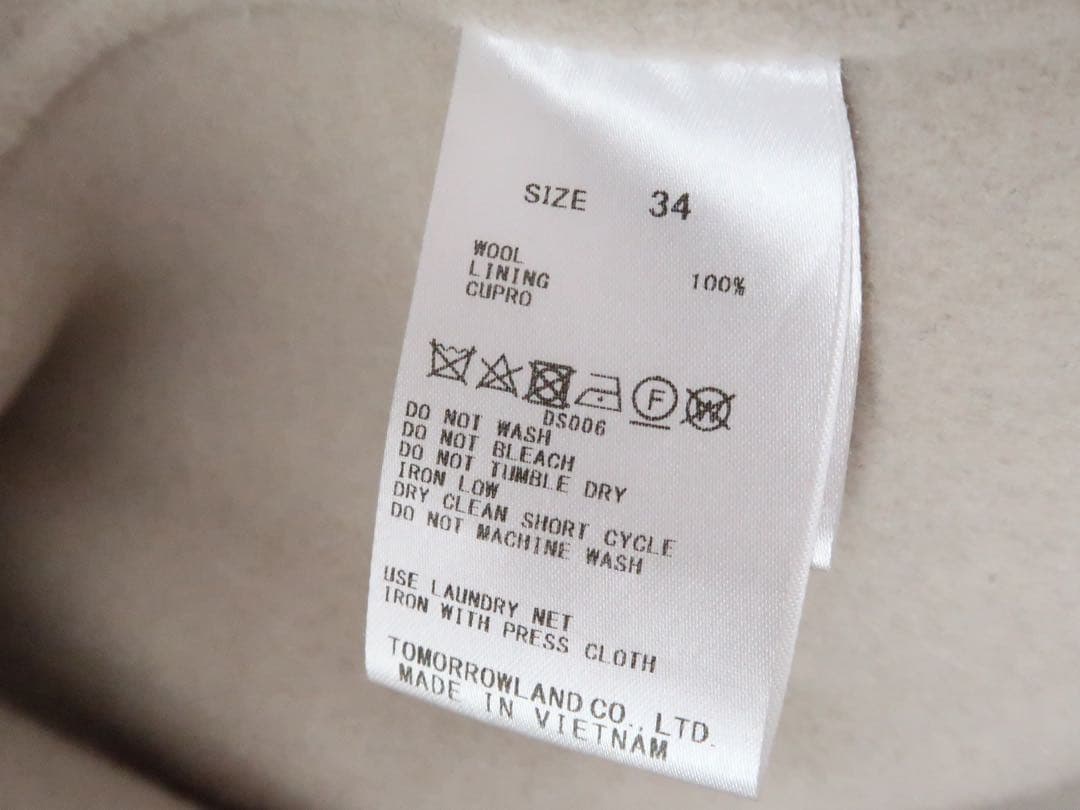 SIZE 34
WOOL
LINING 100%
CUPRO
F W
DS006
DO NOT WASH
DO NOT BLEACH
DO NOT TUMBLE DRY
IRON LOW
DRY CLEAN SHORT CYCLE
DO NOT MACHINE WASH
USE LAUNDRY NET
IRON WITH PRESS CLOTH
TOMORROWLAND CO., LTD.
MADE IN VIETNAM